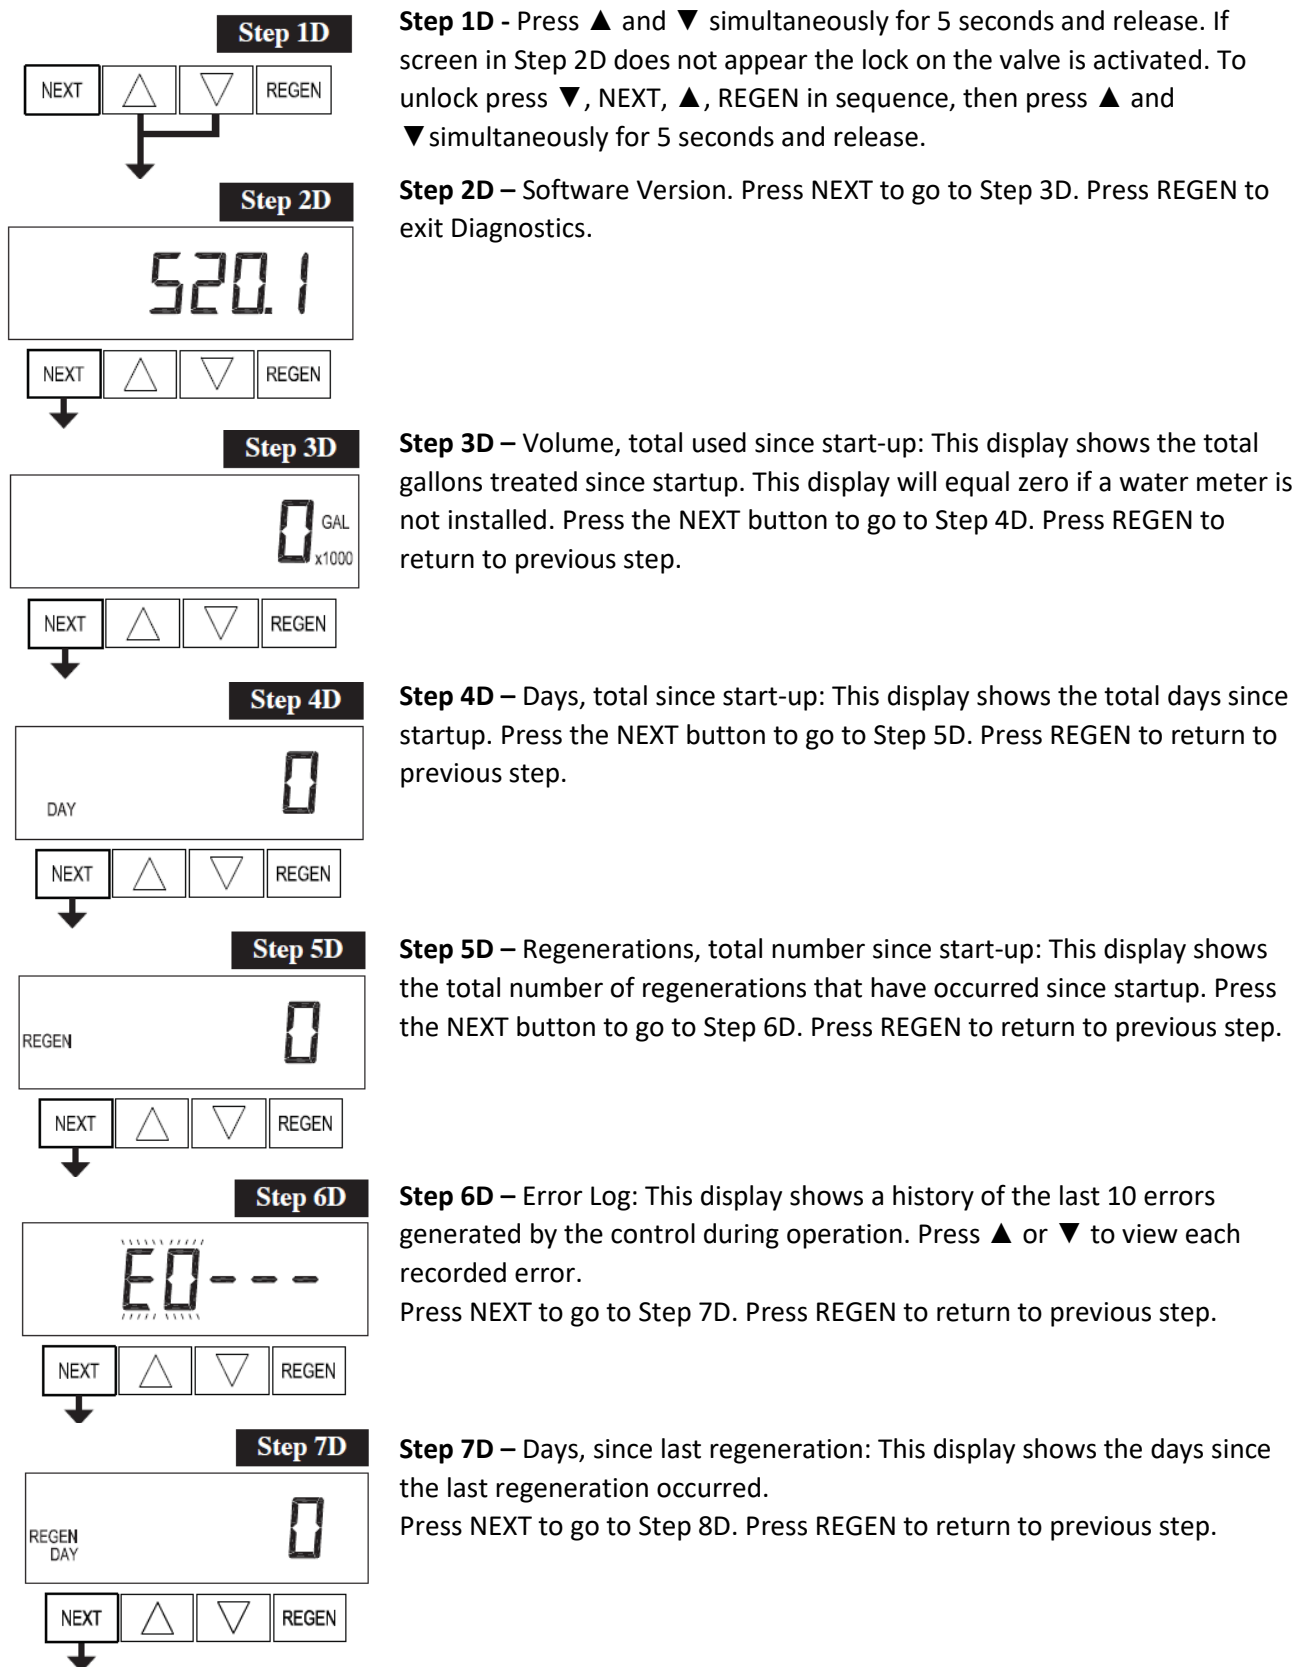 Step 1D
NEXT △ ▽ REGEN
Step 1D - Press ▲ and ▼ simultaneously for 5 seconds and release. If
screen in Step 2D does not appear the lock on the valve is activated. To
unlock press ▼, NEXT, ▲, REGEN in sequence, then press ▲ and
▼simultaneously for 5 seconds and release.
Step 2D
520.1
NEXT △ ▽ REGEN
Step 2D – Software Version. Press NEXT to go to Step 3D. Press REGEN to
exit Diagnostics.
Step 3D
0 GAL
x1000
NEXT △ ▽ REGEN
Step 3D – Volume, total used since start-up: This display shows the total
gallons treated since startup. This display will equal zero if a water meter is
not installed. Press the NEXT button to go to Step 4D. Press REGEN to
return to previous step.
Step 4D
DAY 0
NEXT △ ▽ REGEN
Step 4D – Days, total since start-up: This display shows the total days since
startup. Press the NEXT button to go to Step 5D. Press REGEN to return to
previous step.
Step 5D
REGEN 0
NEXT △ ▽ REGEN
Step 5D – Regenerations, total number since start-up: This display shows
the total number of regenerations that have occurred since startup. Press
the NEXT button to go to Step 6D. Press REGEN to return to previous step.
Step 6D
E0---
NEXT △ ▽ REGEN
Step 6D – Error Log: This display shows a history of the last 10 errors
generated by the control during operation. Press ▲ or ▼ to view each
recorded error.
Press NEXT to go to Step 7D. Press REGEN to return to previous step.
Step 7D
REGEN 0
DAY
NEXT △ ▽ REGEN
Step 7D – Days, since last regeneration: This display shows the days since
the last regeneration occurred.
Press NEXT to go to Step 8D. Press REGEN to return to previous step.